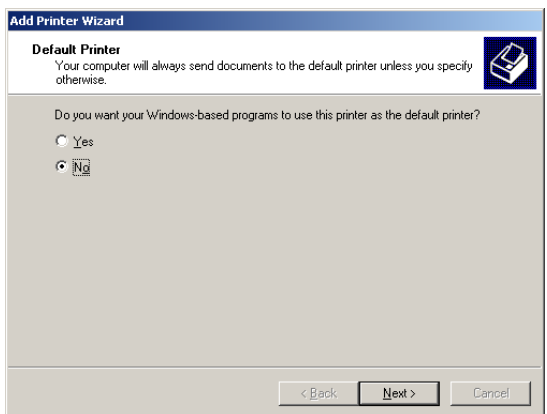 Add Printer Wizard
Default Printer
Your computer will always send documents to the default printer unless you specify
otherwise.
Do you want your Windows-based programs to use this printer as the default printer?
Yes
No
< Back
Next >
Cancel